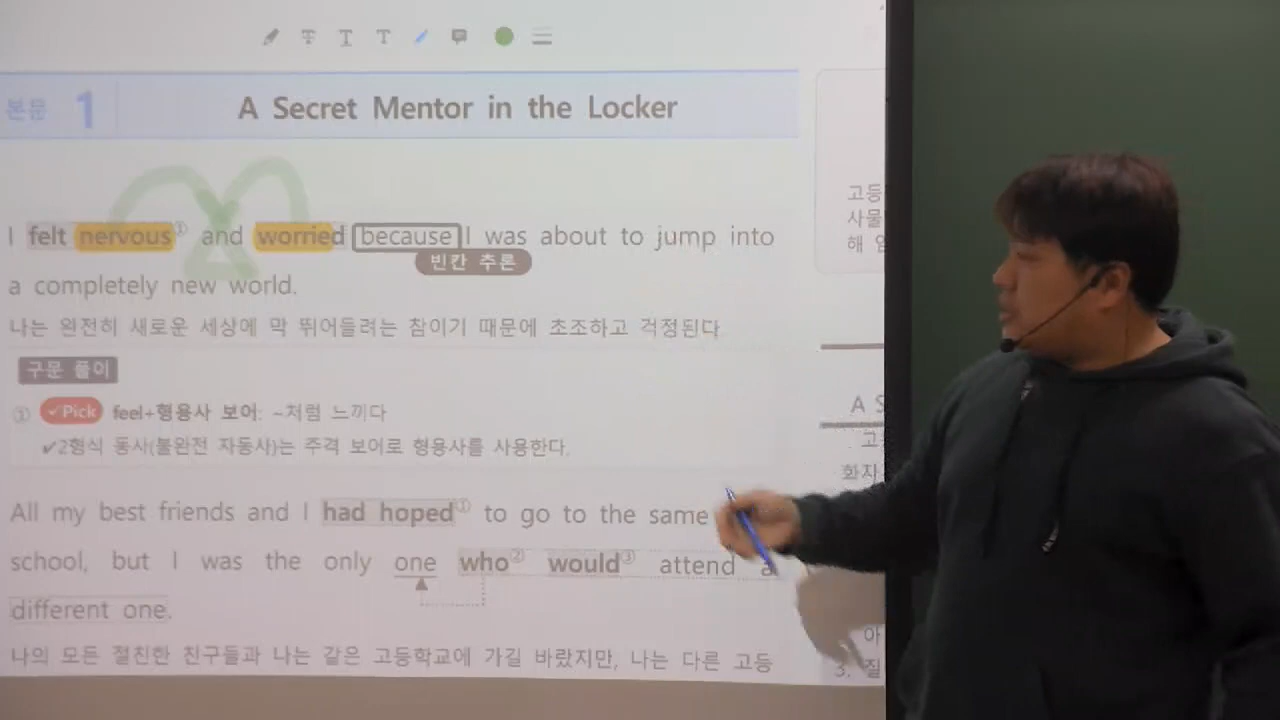 본문 1 A Secret Mentor in the Locker
I felt nervous① and worried because I was about to jump into
빈칸 추론
a completely new world.
나는 완전히 새로운 세상에 막 뛰어들려는 참이기 때문에 초조하고 걱정된다
구문 풀이
① ✓Pick feel+형용사 보어: ~처럼 느끼다
✔2형식 동사(불완전 자동사)는 주격 보어로 형용사를 사용한다.
All my best friends and I had hoped① to go to the same
school, but I was the only one who② would③ attend a
different one.
나의 모든 절친한 친구들과 나는 같은 고등학교에 가길 바랐지만, 나는 다른 고등
고등
사물
해
A S
고
화자
아
3. 질